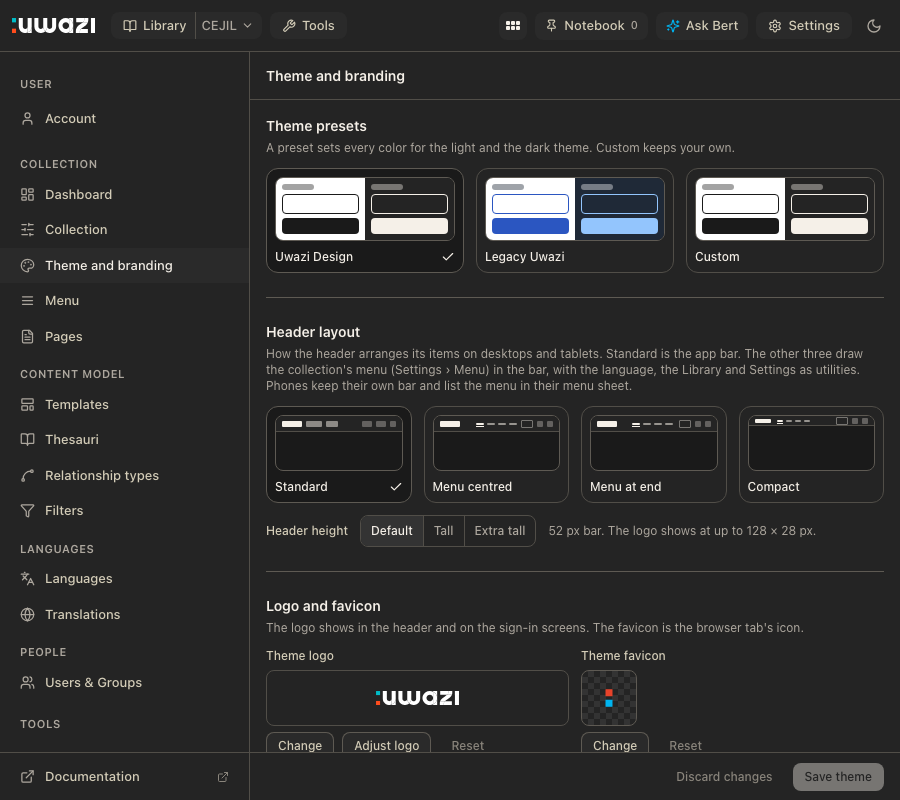 :uwazi
Library
CEJIL
Tools
Notebook 0
Ask Bert
Settings
USER
Account
COLLECTION
Dashboard
Collection
Theme and branding
Menu
Pages
CONTENT MODEL
Templates
Thesauri
Relationship types
Filters
LANGUAGES
Languages
Translations
PEOPLE
Users & Groups
TOOLS
Documentation
Theme and branding
Theme presets
A preset sets every color for the light and the dark theme. Custom keeps your own.
Uwazi Design
Legacy Uwazi
Custom
Header layout
How the header arranges its items on desktops and tablets. Standard is the app bar. The other three draw
the collection's menu (Settings › Menu) in the bar, with the language, the Library and Settings as utilities.
Phones keep their own bar and list the menu in their menu sheet.
Standard
Menu centred
Menu at end
Compact
Header height
Default
Tall
Extra tall
52 px bar. The logo shows at up to 128 × 28 px.
Logo and favicon
The logo shows in the header and on the sign-in screens. The favicon is the browser tab's icon.
Theme logo
Theme favicon
:uwazi
Change
Adjust logo
Reset
Change
Reset
Discard changes
Save theme